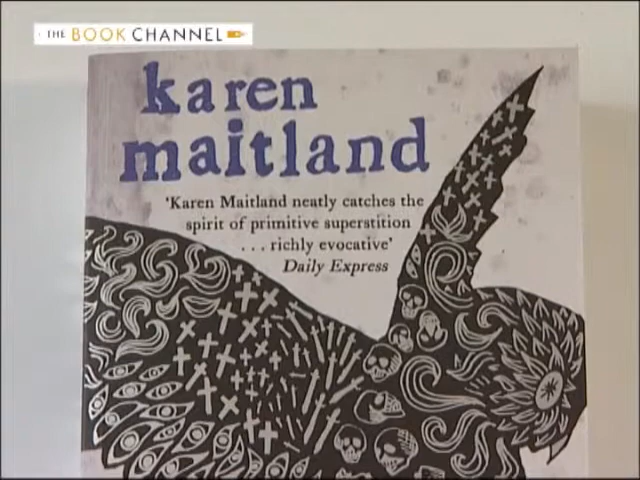 THE BOOK CHANNEL
karen
maitland
'Karen Maitland neatly catches the
spirit of primitive superstition
. . . richly evocative'
Daily Express